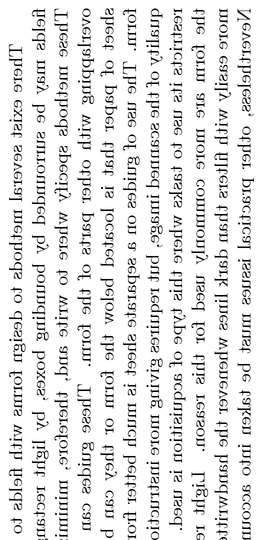 There exist several methods to design forms with fields to
fields may be surrounded by bounding boxes, by light rectang
These methods specify where to write and, therefore, minimi
overlapping with other parts of the form. These guides can
sheet of paper that is located below the form or they can b
form. The use of guides on a separate sheet is much better fr
quality of the scanned image, but requires giving more instructio
restricts its use to tasks where this type of acquisition is used.
the form are more commonly used for this reason. Light re
more easily with filters than dark lines whenever the handwritte
Nevertheless, other practical issues must be taken into accoun